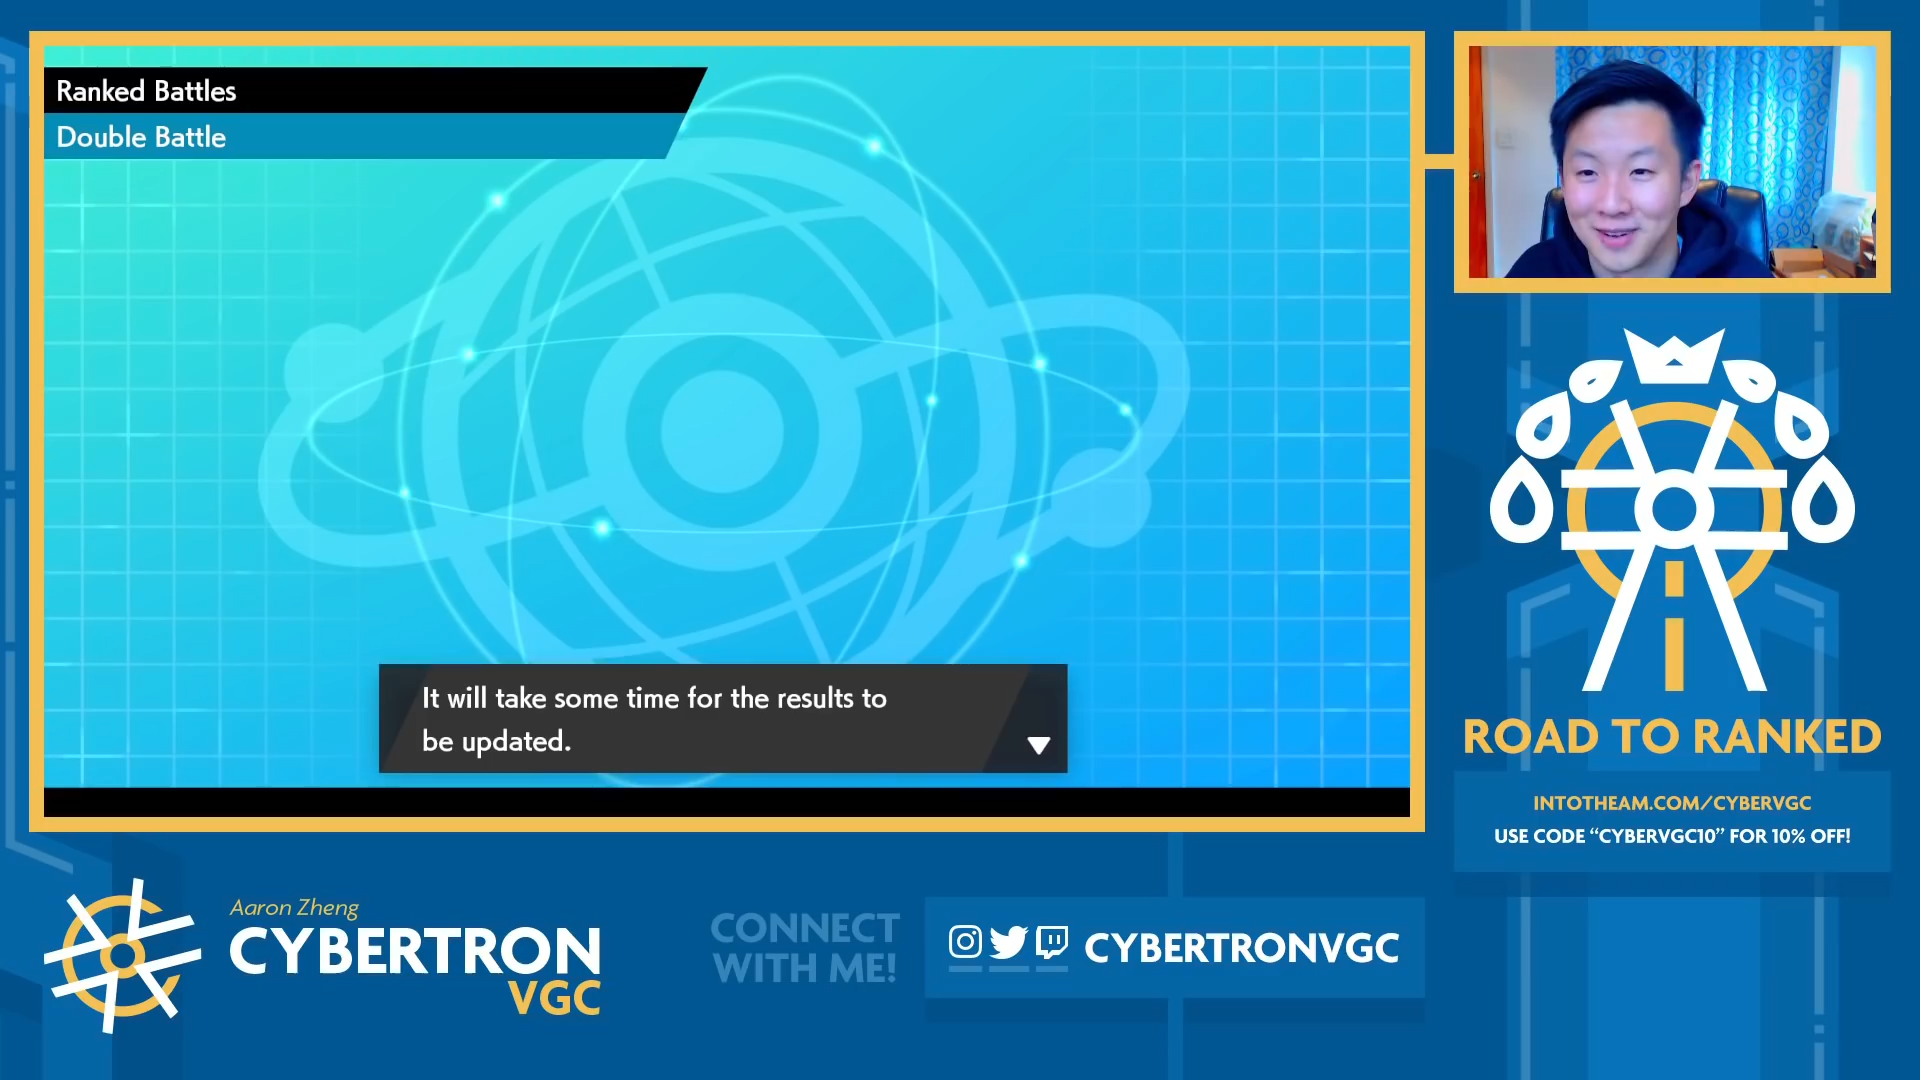 Ranked Battles
Double Battle
It will take some time for the results to
be updated.
ROAD TO RANKED
INTOTHEAM.COM/CYBERVGC
USE CODE “CYBERVGC10” FOR 10% OFF!
Aaron Zheng
CYBERTRON
VGC
CONNECT
WITH ME!
CYBERTRONVGC